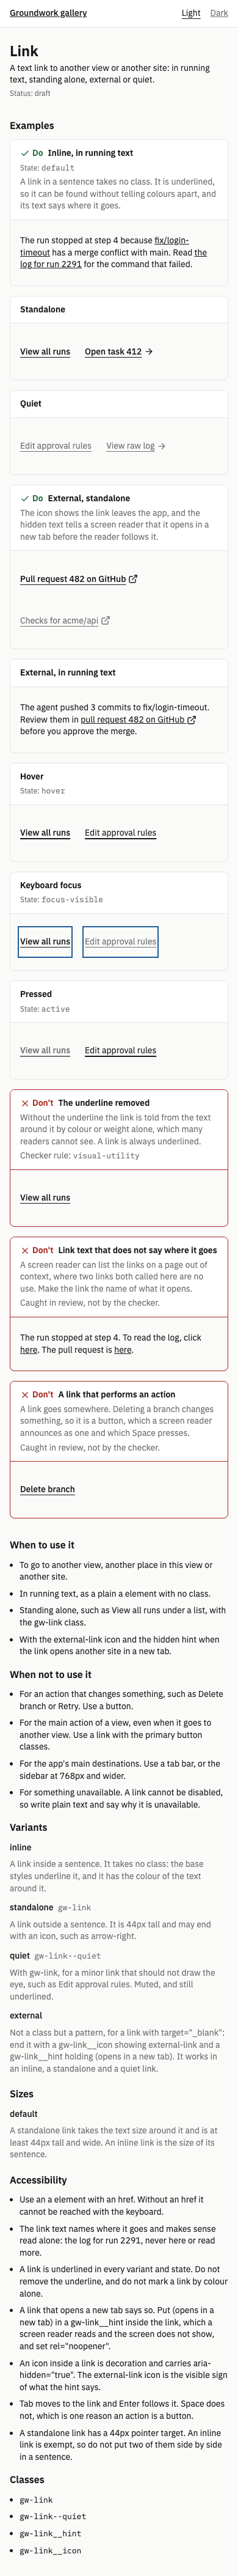 Groundwork gallery
Light Dark
Link
A text link to another view or another site: in running
text, standing alone, external or quiet.
Status: draft
Examples
Do Inline, in running text
State: default
A link in a sentence takes no class. It is underlined,
so it can be found without telling colours apart, and
its text says where it goes.
The run stopped at step 4 because fix/login-
timeout has a merge conflict with main. Read the
log for run 2291 for the command that failed.
Standalone
View all runs Open task 412
Quiet
Edit approval rules View raw log
Do External, standalone
The icon shows the link leaves the app, and the
hidden text tells a screen reader that it opens in a
new tab before the reader follows it.
Pull request 482 on GitHub
Checks for acme/api
External, in running text
The agent pushed 3 commits to fix/login-timeout.
Review them in pull request 482 on GitHub
before you approve the merge.
Hover
State: hover
View all runs Edit approval rules
Keyboard focus
State: focus-visible
View all runs Edit approval rules
Pressed
State: active
View all runs Edit approval rules
Don't The underline removed
Without the underline the link is told from the text
around it by colour or weight alone, which many
readers cannot see. A link is always underlined.
Checker rule: visual-utility
View all runs
Don't Link text that does not say where it goes
A screen reader can list the links on a page out of
context, where two links both called here are no
use. Make the link the name of what it opens.
Caught in review, not by the checker.
The run stopped at step 4. To read the log, click
here. The pull request is here.
Don't A link that performs an action
A link goes somewhere. Deleting a branch changes
something, so it is a button, which a screen reader
announces as one and which Space presses.
Caught in review, not by the checker.
Delete branch
When to use it
To go to another view, another place in this view or
another site.
In running text, as a plain a element with no class.
Standing alone, such as View all runs under a list, with
the gw-link class.
With the external-link icon and the hidden hint when
the link opens another site in a new tab.
When not to use it
For an action that changes something, such as Delete
branch or Retry. Use a button.
For the main action of a view, even when it goes to
another view. Use a link with the primary button
classes.
For the app's main destinations. Use a tab bar, or the
sidebar at 768px and wider.
For something unavailable. A link cannot be disabled,
so write plain text and say why it is unavailable.
Variants
inline
A link inside a sentence. It takes no class: the base
styles underline it, and it has the colour of the text
around it.
standalone gw-link
A link outside a sentence. It is 44px tall and may end
with an icon, such as arrow-right.
quiet gw-link--quiet
With gw-link, for a minor link that should not draw the
eye, such as Edit approval rules. Muted, and still
underlined.
external
Not a class but a pattern, for a link with target="_blank":
end it with a gw-link__icon showing external-link and a
gw-link__hint holding (opens in a new tab). It works in
an inline, a standalone and a quiet link.
Sizes
default
A standalone link takes the text size around it and is at
least 44px tall and wide. An inline link is the size of its
sentence.
Accessibility
Use an a element with an href. Without an href it
cannot be reached with the keyboard.
The link text names where it goes and makes sense
read alone: the log for run 2291, never here or read
more.
A link is underlined in every variant and state. Do not
remove the underline, and do not mark a link by colour
alone.
A link that opens a new tab says so. Put (opens in a
new tab) in a gw-link__hint inside the link, which a
screen reader reads and the screen does not show,
and set rel="noopener".
An icon inside a link is decoration and carries aria-
hidden="true". The external-link icon is the visible sign
of what the hint says.
Tab moves to the link and Enter follows it. Space does
not, which is one reason an action is a button.
A standalone link has a 44px pointer target. An inline
link is exempt, so do not put two of them side by side
in a sentence.
Classes
gw-link
gw-link--quiet
gw-link__hint
gw-link__icon